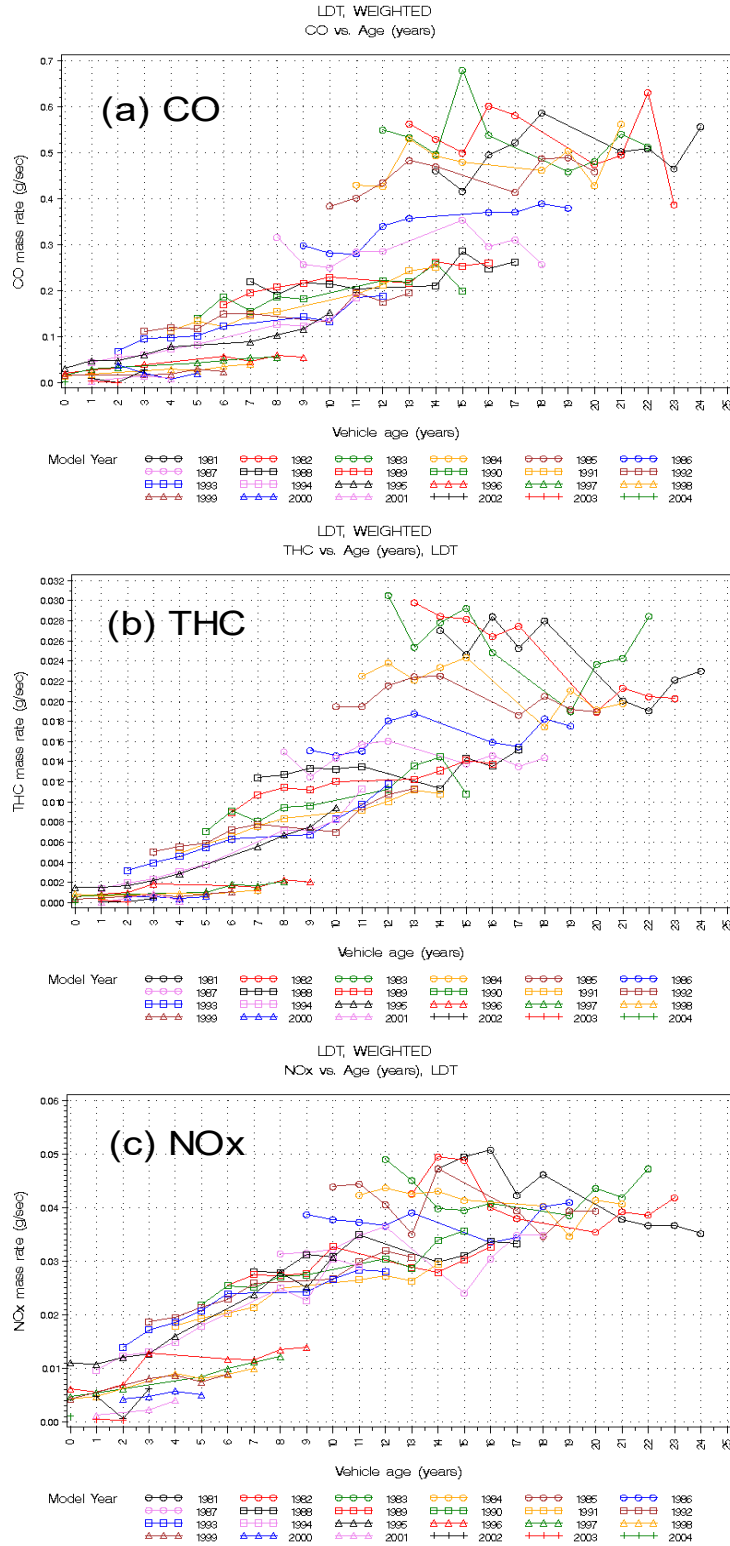 LDT, WEIGHTED
CO vs. Age (years)
(a) CO
CO mass rate (g/sec)
0.7
0.6
0.5
0.4
0.3
0.2
0.1
0.0
0 1 2 3 4 5 6 7 8 9 10 11 12 13 14 15 16 17 18 19 20 21 22 23 24 25
Vehicle age (years)
Model Year 1981 1982 1983 1984 1985 1986
1987 1988 1989 1990 1991 1992
1993 1994 1995 1996 1997 1998
1999 2000 2001 2002 2003 2004
LDT, WEIGHTED
THC vs. Age (years), LDT
(b) THC
THC mass rate (g/sec)
0.032
0.030
0.028
0.026
0.024
0.022
0.020
0.018
0.016
0.014
0.012
0.010
0.008
0.006
0.004
0.002
0.000
0 1 2 3 4 5 6 7 8 9 10 11 12 13 14 15 16 17 18 19 20 21 22 23 24 25
Vehicle age (years)
Model Year 1981 1982 1983 1984 1985 1986
1987 1988 1989 1990 1991 1992
1993 1994 1995 1996 1997 1998
1999 2000 2001 2002 2003 2004
LDT, WEIGHTED
NOx vs. Age (years), LDT
(c) NOx
NOx mass rate (g/sec)
0.06
0.05
0.04
0.03
0.02
0.01
0.00
0 1 2 3 4 5 6 7 8 9 10 11 12 13 14 15 16 17 18 19 20 21 22 23 24 25
Vehicle age (years)
Model Year 1981 1982 1983 1984 1985 1986
1987 1988 1989 1990 1991 1992
1993 1994 1995 1996 1997 1998
1999 2000 2001 2002 2003 2004